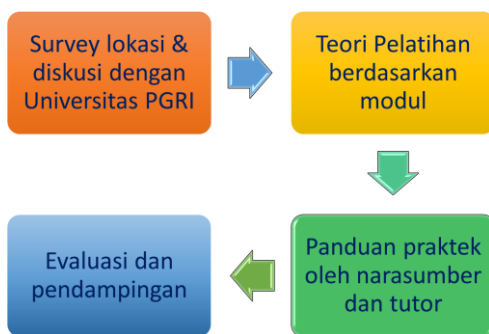 Survey lokasi &
diskusi dengan
Universitas PGRI
Teori Pelatihan
berdasarkan
modul
Panduan praktek
oleh narasumber
dan tutor
Evaluasi dan
pendampingan